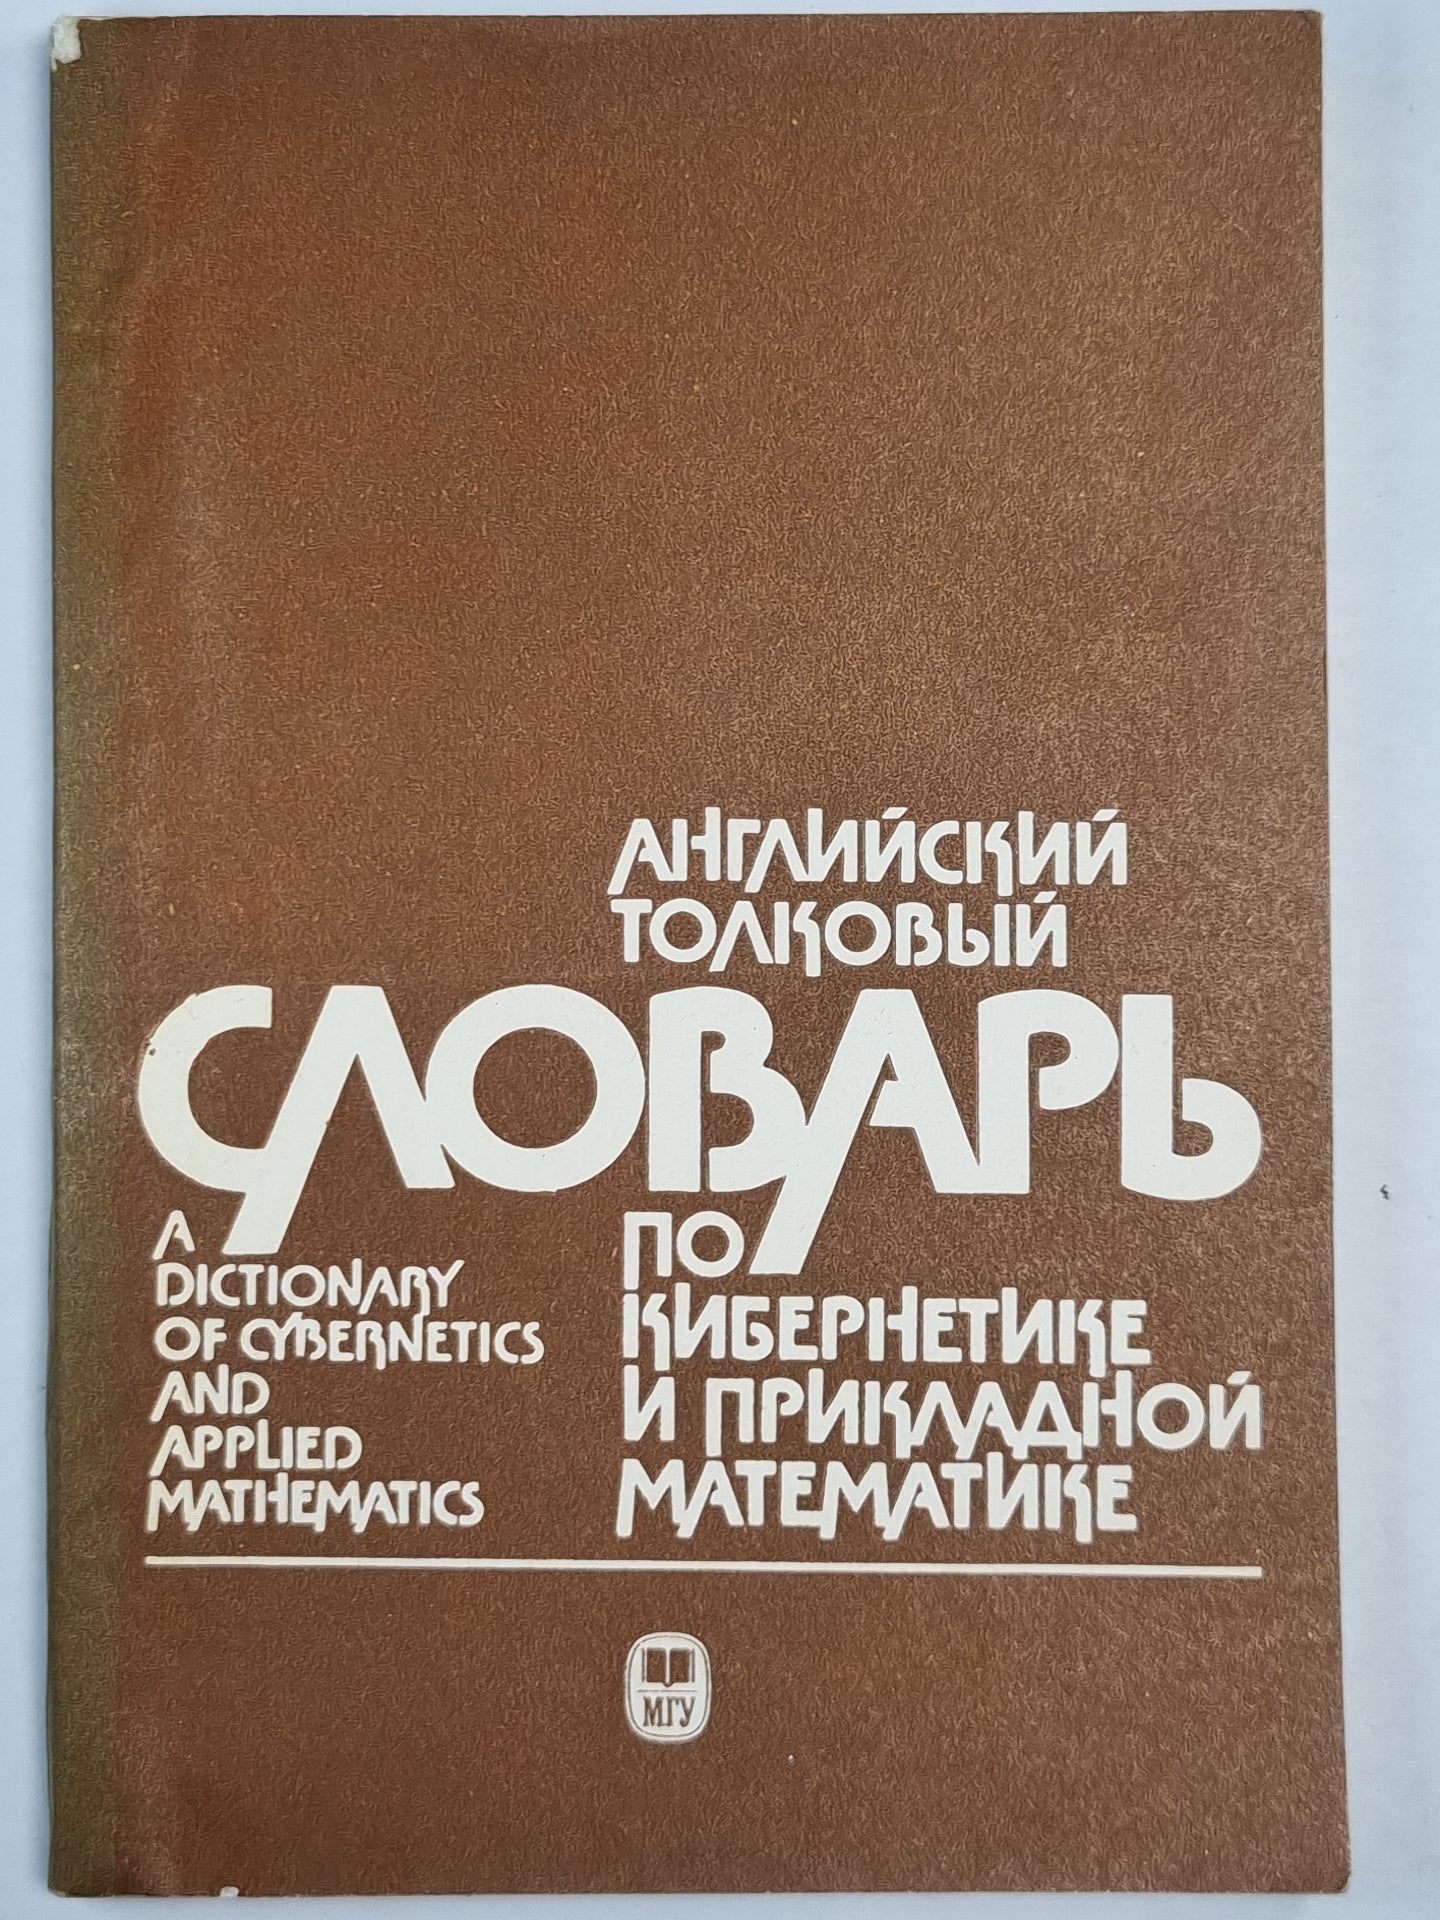 АНГЛИЙСКИЙ
ТОЛКОВЫЙ
СЛОВАРЬ
ПО
КИБЕРНЕТИКЕ
И ПРИКЛАДНОЙ
МАТЕМАТИКЕ
A
DICTIONARY
OF CYBERNETICS
AND
APPLIED
MATHEMATICS
МГУ